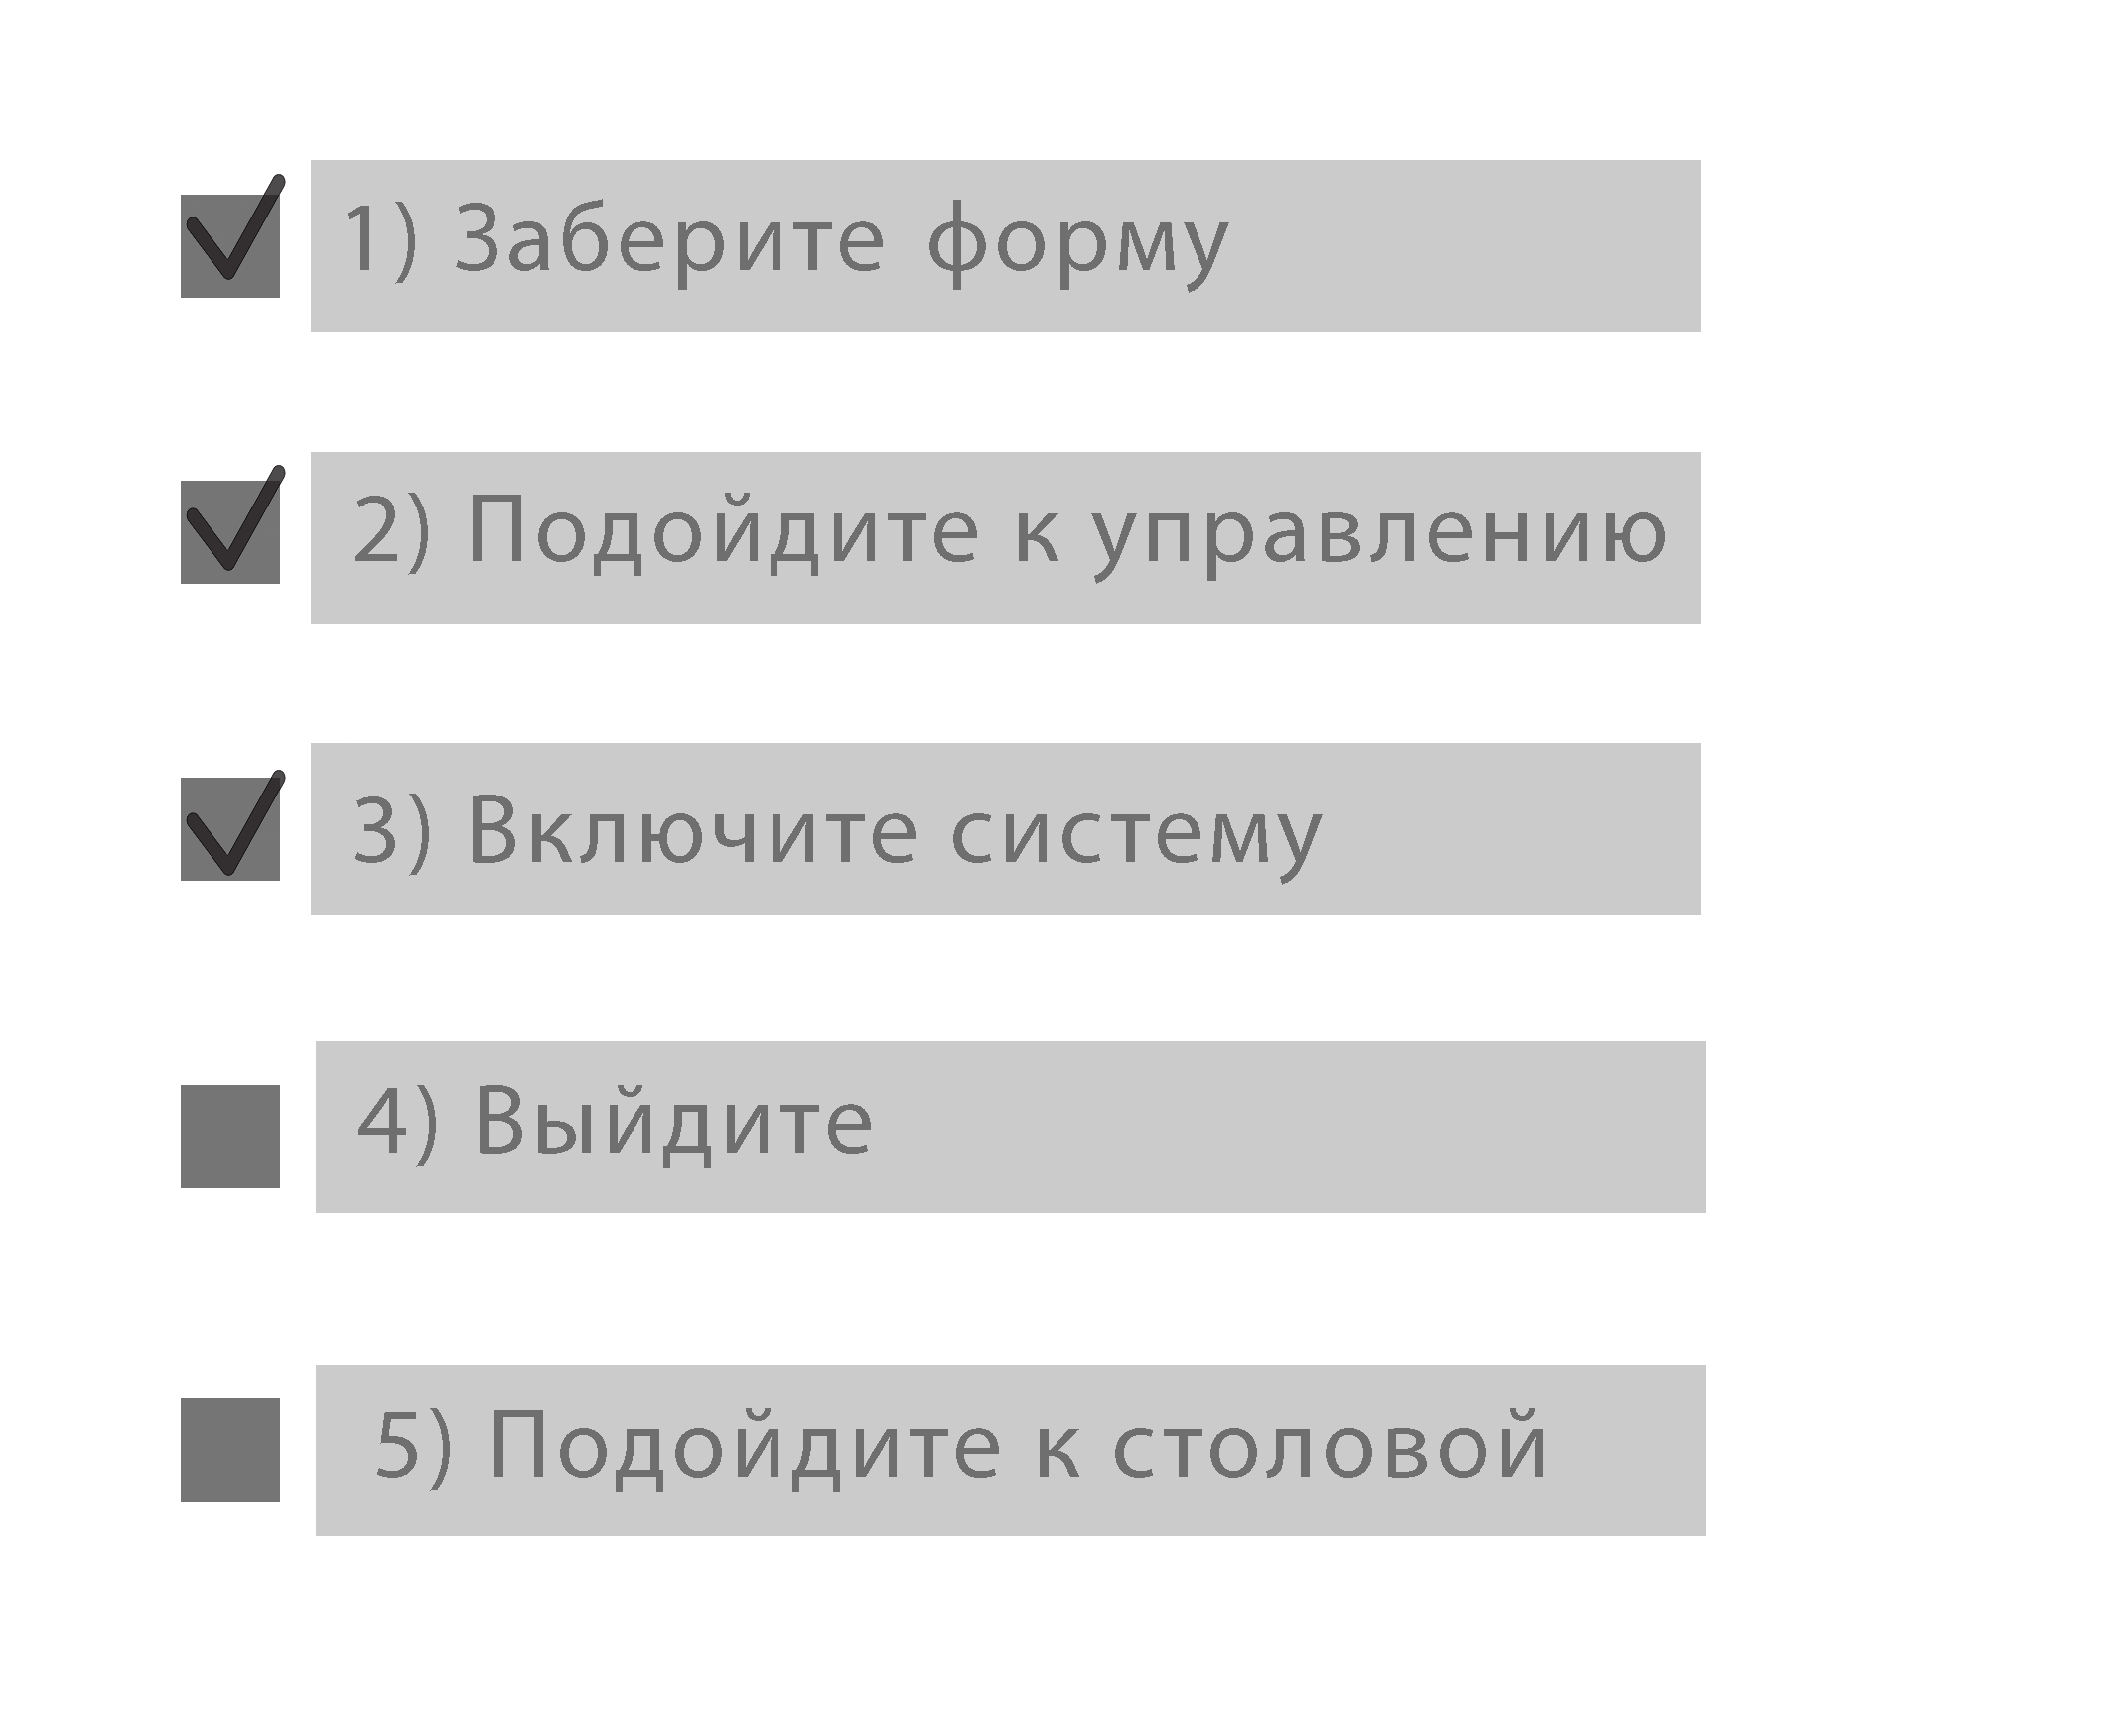 1) Заберите форму
2) Подойдите к управлению
3) Включите систему
4) Выйдите
5) Подойдите к столовой